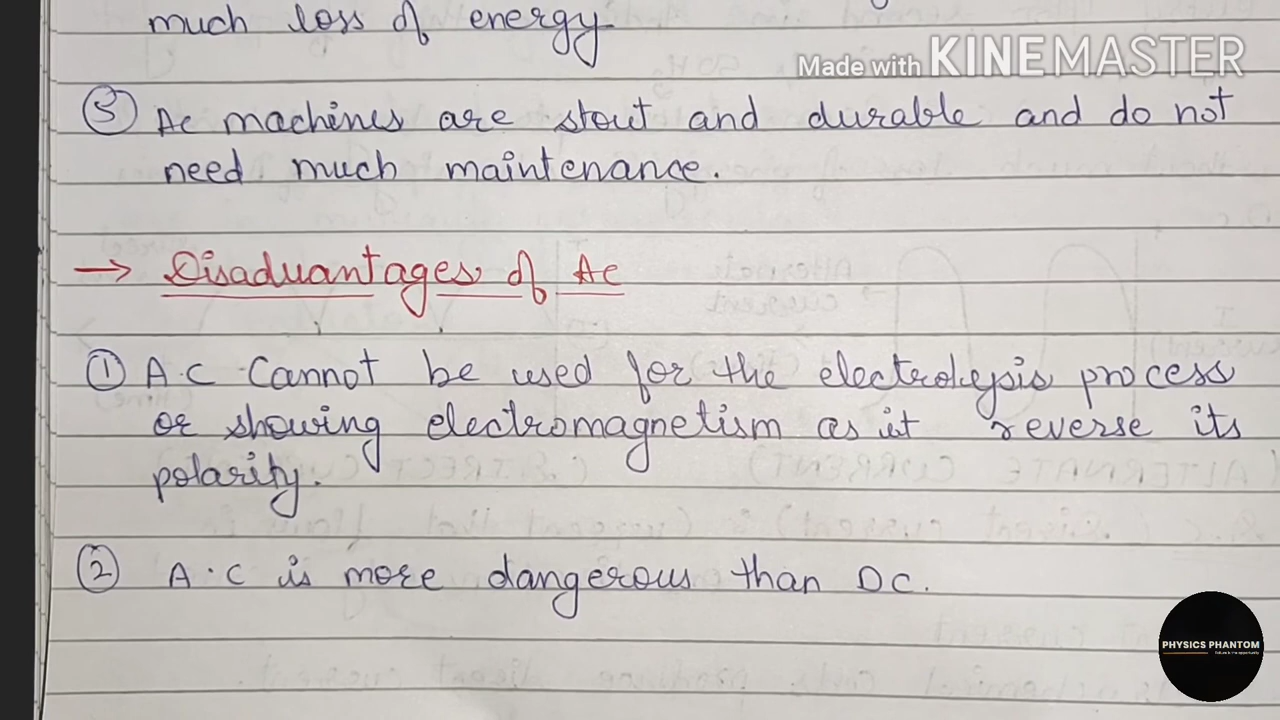 much loss of energy.
Made with KINEMASTER
5 AC machines are stout and durable and do not
need much maintenance.
→ Disadvantages of AC
1 A.C Cannot be used for the electrolysis process
or showing electromagnetism as it reverse its
polarity.
2 A.C is more dangerous than DC.
PHYSICS PHANTOM